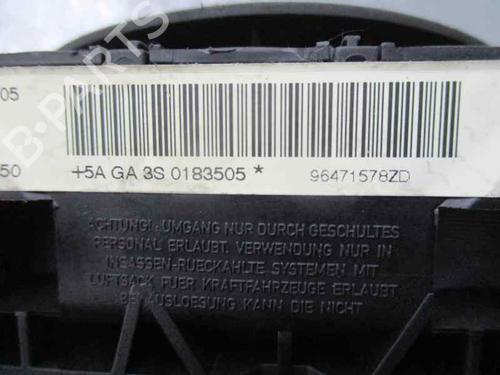 05
50
+5A GA 3S 0183505 *
96471578ZD
ACHTUNG!-UMGANG NUR DURCH GESCHULTES
PERSONAL ERLAUBT. VERWENDUNG NUR IN
INSASSEN-RUECKAHLTE SYSTEMEN MIT
LUFTSACK FUER KRAFTFAHRZEUGE ERLAUBT
BEI AUSLOESUNG KANN DIE NICHT
B-PARTS